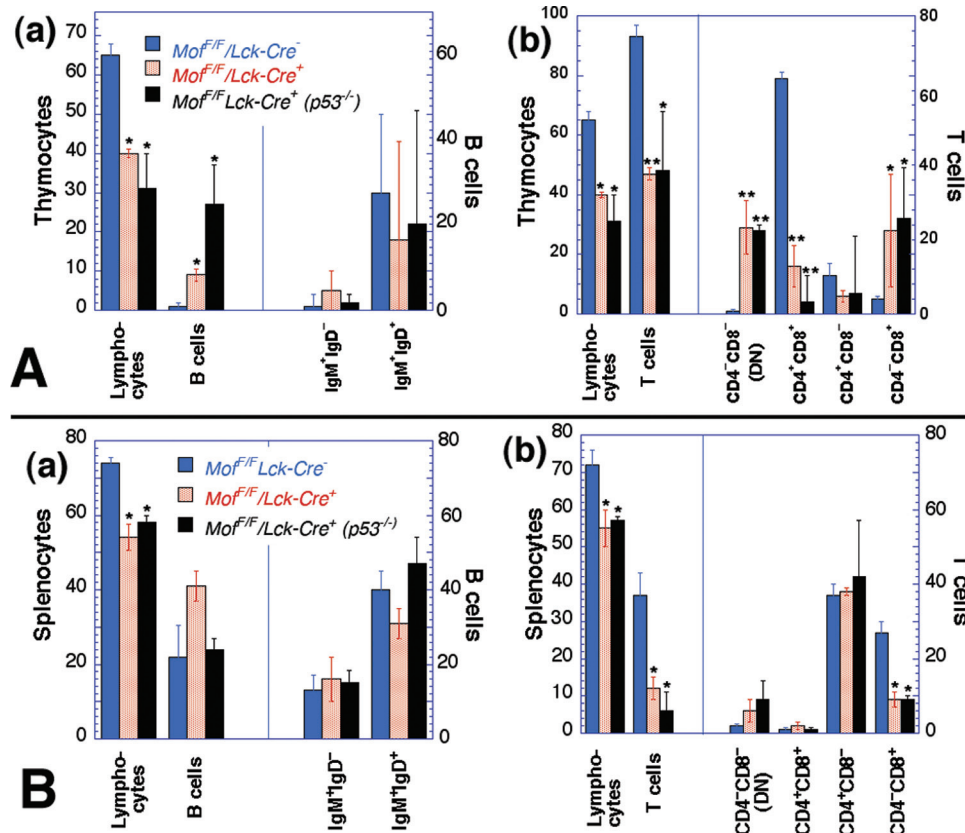 (a)
70
60
50
40
30
20
10
0
Thymocytes
60
40
20
0
B cells
Mof^F/F/Lck-Cre^-
Mof^F/F/Lck-Cre^+
Mof^F/F Lck-Cre^+ (p53^-/-)
* * * *
Lympho-
cytes
B cells
IgM^+IgD^-
IgM^+IgD^+
A
(b)
100
80
60
40
20
0
Thymocytes
80
60
40
20
0
T cells
* * ** * ** ** ** ** * *
Lympho-
cytes
T cells
CD4^-CD8^-
(DN)
CD4^+CD8^+
CD4^+CD8^-
CD4^-CD8^+
(a)
80
60
40
20
0
Splenocytes
80
60
40
20
0
B cells
Mof^F/F Lck-Cre^-
Mof^F/F/Lck-Cre^+
Mof^F/F/Lck-Cre^+ (p53^-/-)
* *
Lympho-
cytes
B cells
IgM^+IgD^-
IgM^+IgD^+
B
(b)
80
70
60
50
40
30
20
10
0
Splenocytes
80
60
40
20
0
T cells
* * * * * *
Lympho-
cytes
T cells
CD4^-CD8^-
(DN)
CD4^+CD8^+
CD4^+CD8^-
CD4^-CD8^+